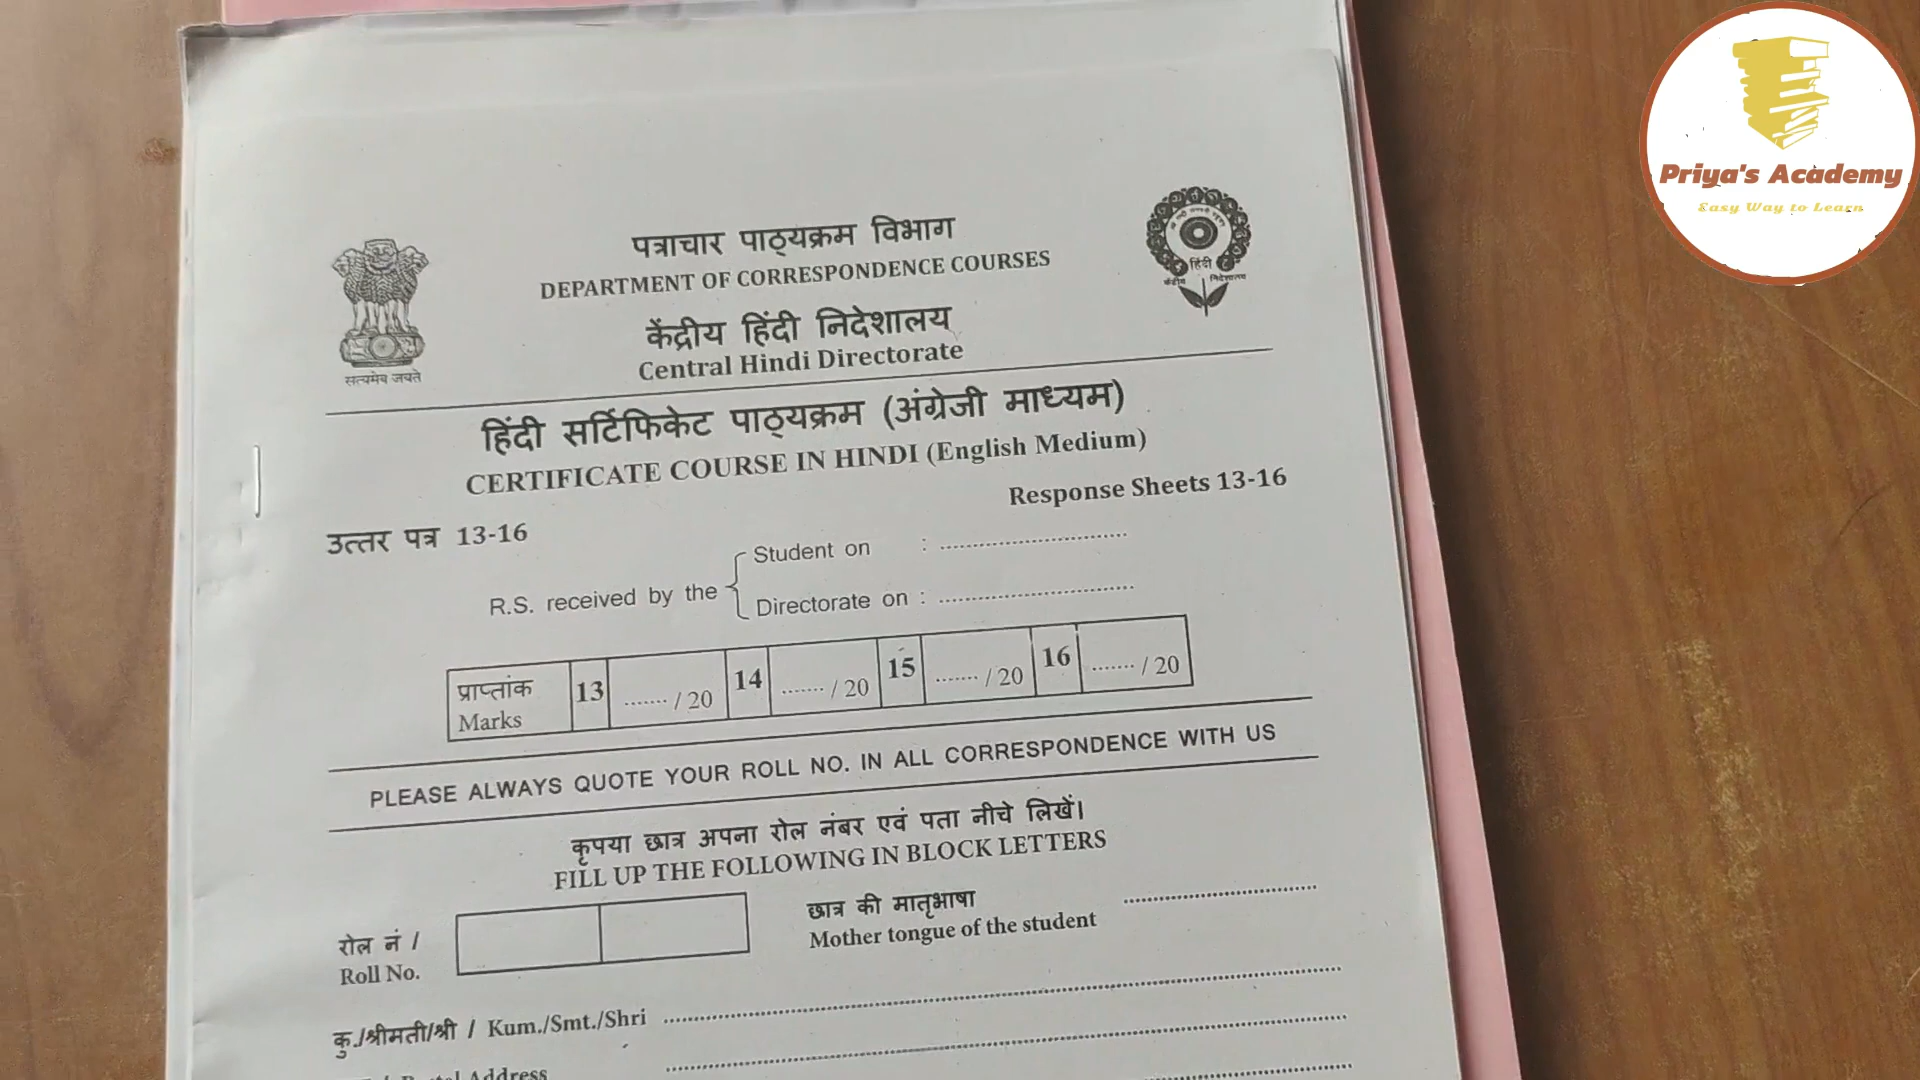 पत्राचार पाठ्यक्रम विभाग
DEPARTMENT OF CORRESPONDENCE COURSES
केंद्रीय हिंदी निदेशालय
Central Hindi Directorate
सत्यमेव जयते
हिंदी
केंद्रीय निदेशालय
हिंदी सर्टिफिकेट पाठ्यक्रम (अंग्रेजी माध्यम)
CERTIFICATE COURSE IN HINDI (English Medium)
Response Sheets 13-16
उत्तर पत्र 13-16
R.S. received by the { Student on : ..............................
Directorate on : ...............................
प्राप्तांक Marks 13 ....... / 20 14 ....... / 20 15 ....... / 20 16 ....... / 20
PLEASE ALWAYS QUOTE YOUR ROLL NO. IN ALL CORRESPONDENCE WITH US
कृपया छात्र अपना रोल नंबर एवं पता नीचे लिखें।
FILL UP THE FOLLOWING IN BLOCK LETTERS
रोल नं /
Roll No.
छात्र की मातृभाषा ..............................
Mother tongue of the student
कु./श्रीमती/श्री / Kum./Smt./Shri ..............................
Address
Priya's Academy
Easy Way to Learn